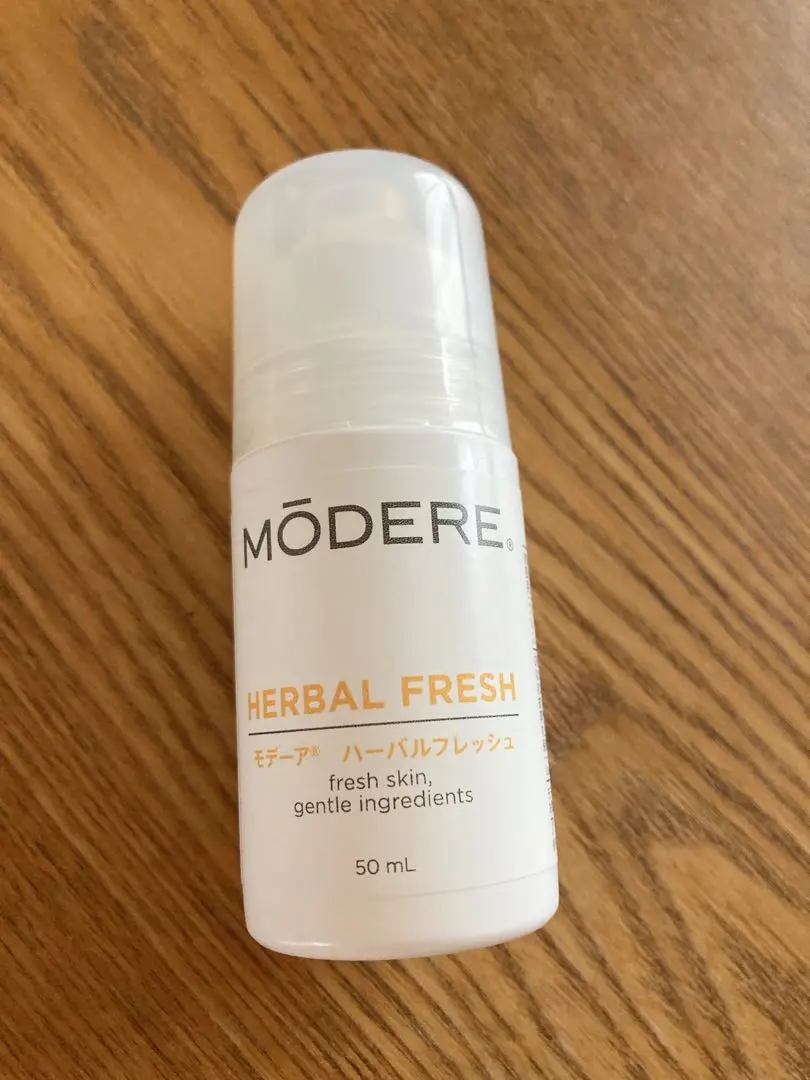 MŌDERE®
HERBAL FRESH
モデーア® ハーバルフレッシュ
fresh skin,
gentle ingredients
50 mL